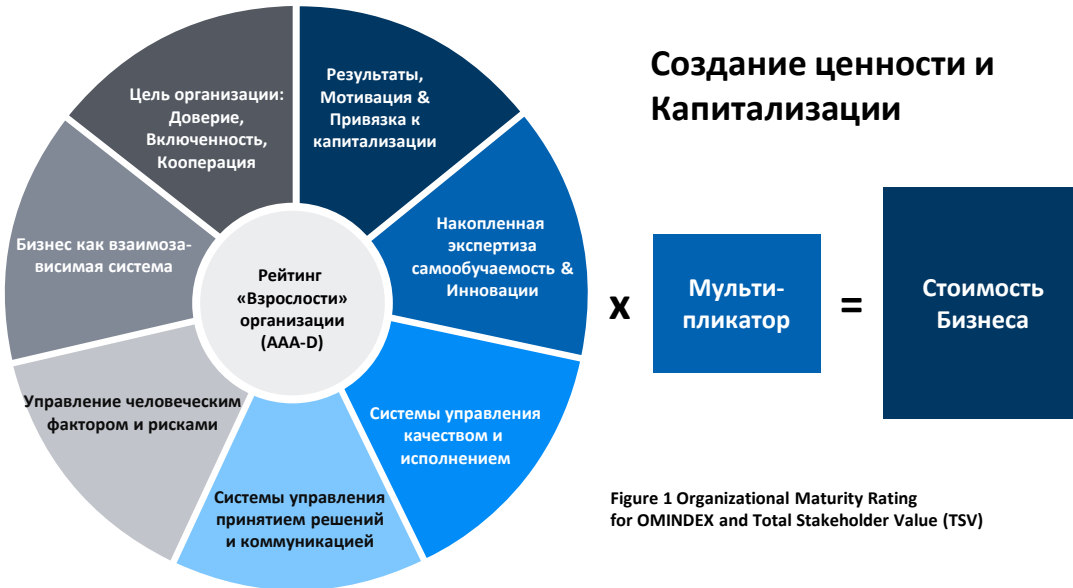 Создание ценности и
Капитализации
Результаты,
Мотивация &
Привязка к
капитализации
Накопленная
экспертиза
самообучаемость &
Инновации
Системы управления
качеством и
исполнением
Системы управления
принятием решений
и коммуникацией
Управление человеческим
фактором и рисками
Бизнес как взаимоза-
висимая система
Цель организации:
Доверие,
Включенность,
Кооперация
Рейтинг
«Взрослости»
организации
(AAA-D)
x
Мульти-
пликатор
=
Стоимость
Бизнеса
Figure 1 Organizational Maturity Rating
for OMINDEX and Total Stakeholder Value (TSV)